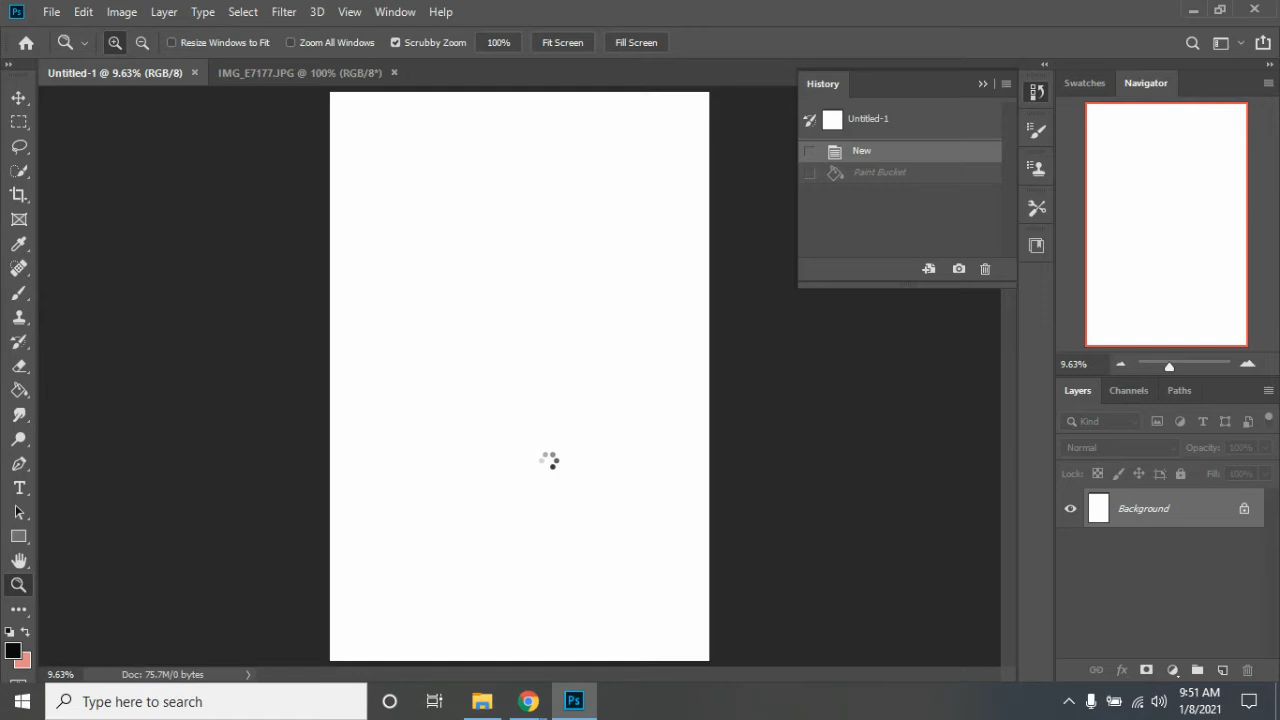 Ps File Edit Image Layer Type Select Filter 3D View Window Help
Resize Windows to Fit Zoom All Windows Scrubby Zoom 100% Fit Screen Fill Screen
Untitled-1 @ 9.63% (RGB/8) × IMG_E7177.JPG @ 100% (RGB/8*) ×
History
Untitled-1
New
Paint Bucket
Swatches Navigator
9.63%
Layers Channels Paths
Kind
Normal Opacity: 100%
Lock: Fill: 100%
Background
9.63% Doc: 75.7M/0 bytes
Type here to search
Ps
9:51 AM
1/8/2021